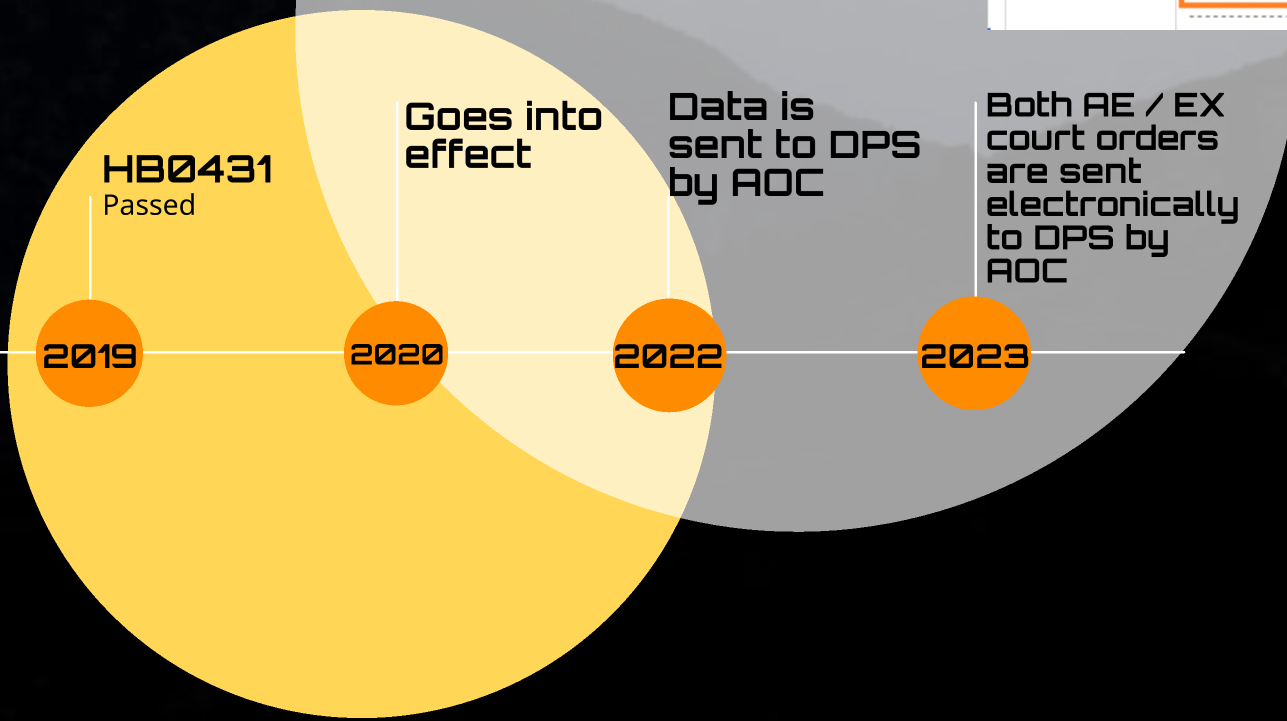 HB0431
Passed
Goes into
effect
Data is
sent to DPS
by AOC
Both AE / EX
court orders
are sent
electronically
to DPS by
AOC
2019
2020
2022
2023